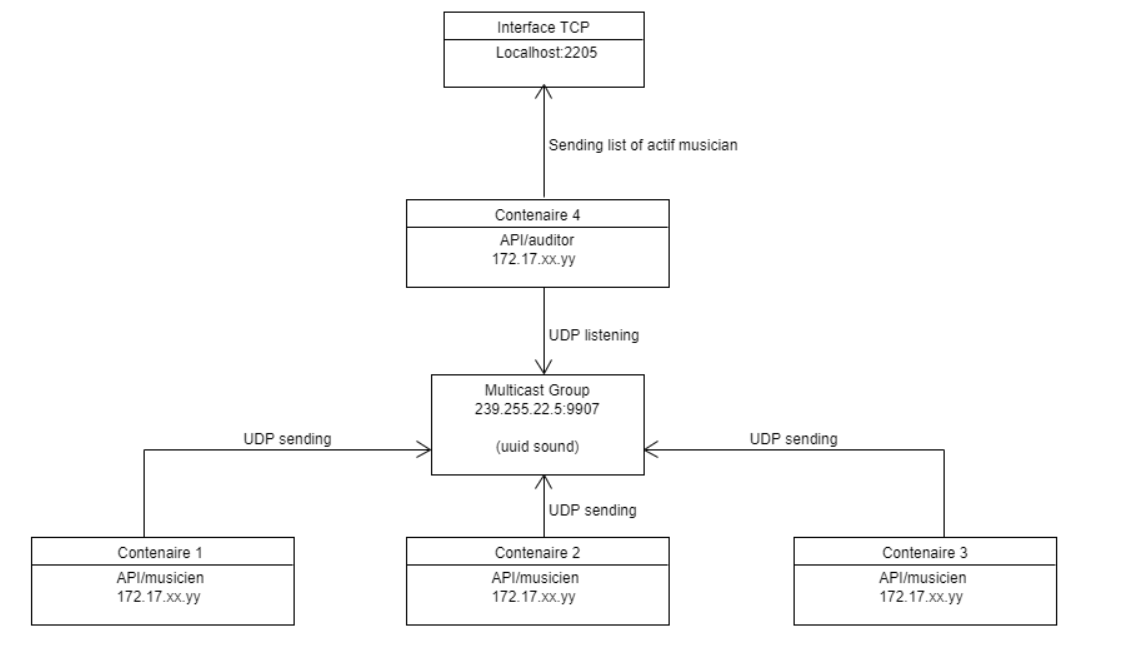 Interface TCP
Localhost:2205
Sending list of actif musician
Contenaire 4
API/auditor
172.17.xx.yy
UDP listening
Multicast Group
239.255.22.5:9907
(uuid sound)
UDP sending
UDP sending
UDP sending
Contenaire 1
API/musicien
172.17.xx.yy
Contenaire 2
API/musicien
172.17.xx.yy
Contenaire 3
API/musicien
172.17.xx.yy